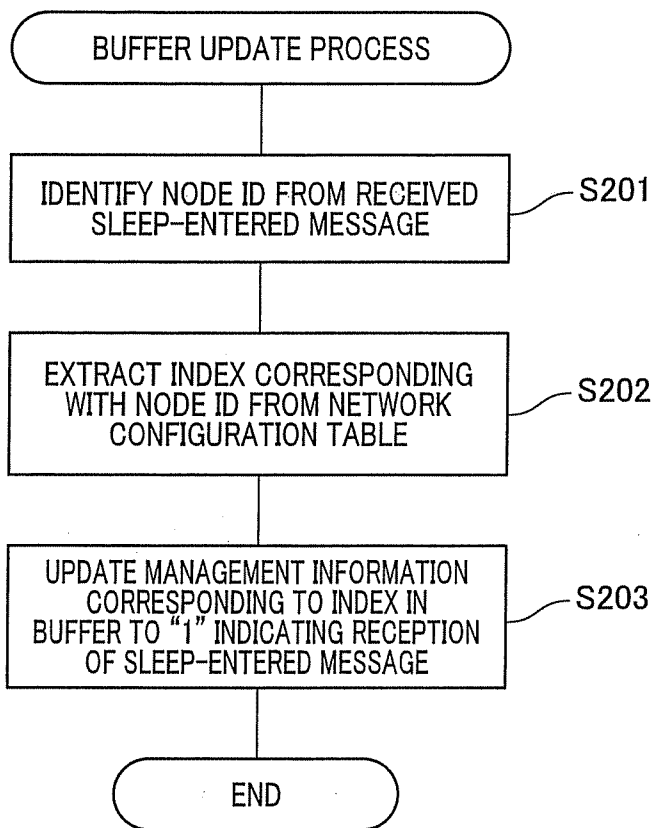 BUFFER UPDATE PROCESS
IDENTIFY NODE ID FROM RECEIVED
SLEEP-ENTERED MESSAGE
S201
EXTRACT INDEX CORRESPONDING
WITH NODE ID FROM NETWORK
CONFIGURATION TABLE
S202
UPDATE MANAGEMENT INFORMATION
CORRESPONDING TO INDEX IN
BUFFER TO “1” INDICATING RECEPTION
OF SLEEP-ENTERED MESSAGE
S203
END